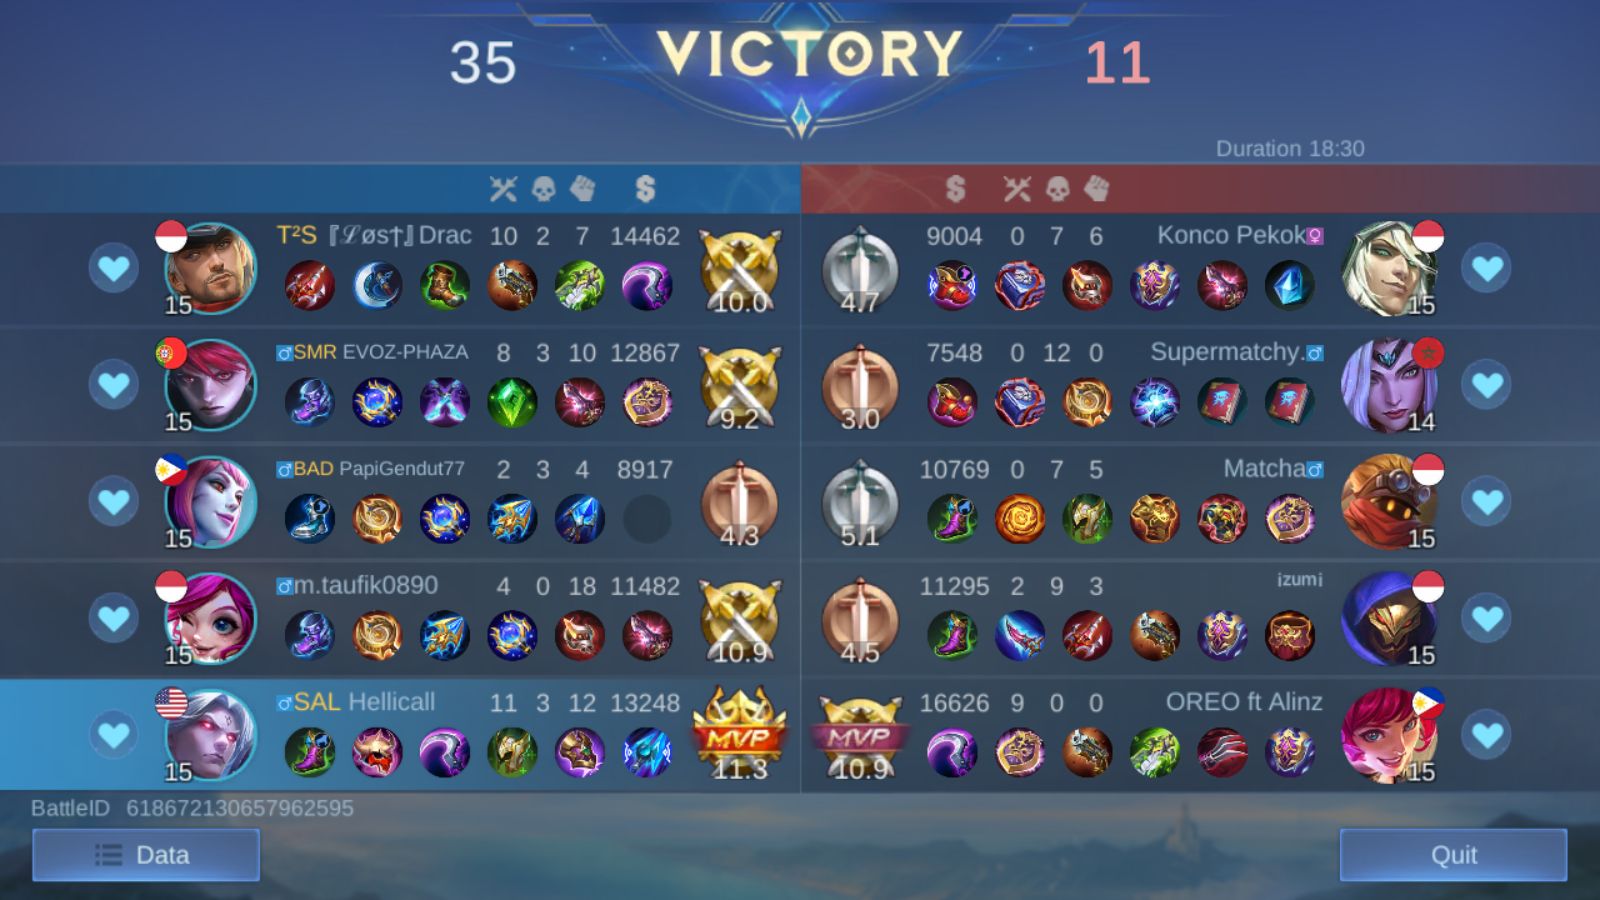 35 VICTORY 11
Duration 18:30
T²S 『ℒøs†』Drac 10 2 7 14462 10.0
15
4.7 9004 0 7 6 Konco Pekok♀
15
♂SMR EVOZ-PHAZA 8 3 10 12867 9.2
15
3.0 7548 0 12 0 Supermatchy.♂
14
♂BAD PapiGendut77 2 3 4 8917 4.3
15
5.1 10769 0 7 5 Matcha♂
15
♂m.taufik0890 4 0 18 11482 10.9
15
4.5 11295 2 9 3 izumi
15
♂SAL Hellicall 11 3 12 13248 MVP 11.3
15
MVP 10.9 16626 9 0 0 OREO ft Alinz
15
BattleID 618672130657962595
Data
Quit